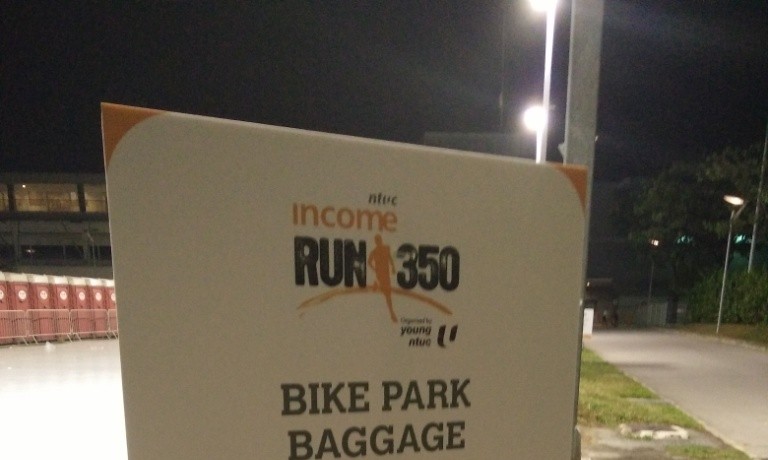 ntuc
income
RUN 350
Organised by
young
ntuc U
BIKE PARK
BAGGAGE